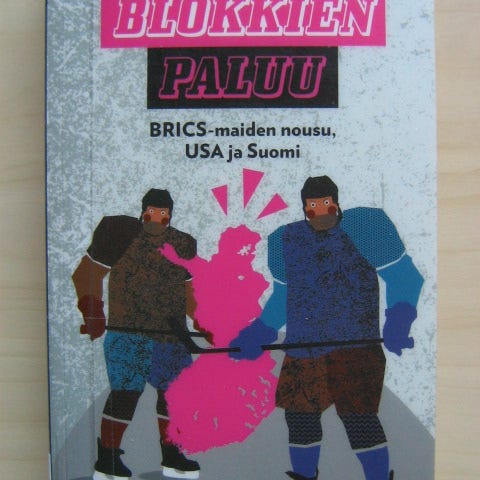 BLOKKIEN
PALUU
BRICS-maiden nousu,
USA ja Suomi